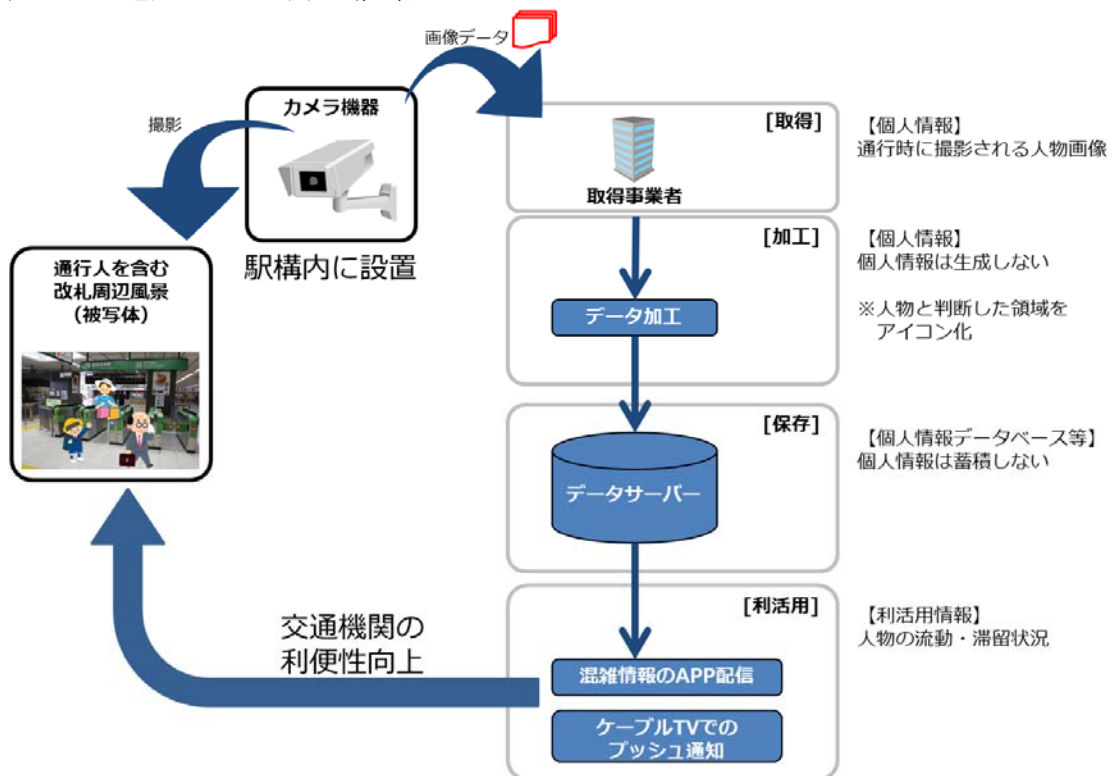 画像データ
カメラ機器
撮影
駅構内に設置
通行人を含む
改札周辺風景
(被写体)
[取得]
取得事業者
【個人情報】
通行時に撮影される人物画像
[加工]
データ加工
【個人情報】
個人情報は生成しない
※人物と判断した領域を
アイコン化
[保存]
データサーバー
【個人情報データベース等】
個人情報は蓄積しない
[利活用]
混雑情報のAPP配信
ケーブルTVでの
プッシュ通知
【利活用情報】
人物の流動・滞留状況
交通機関の
利便性向上